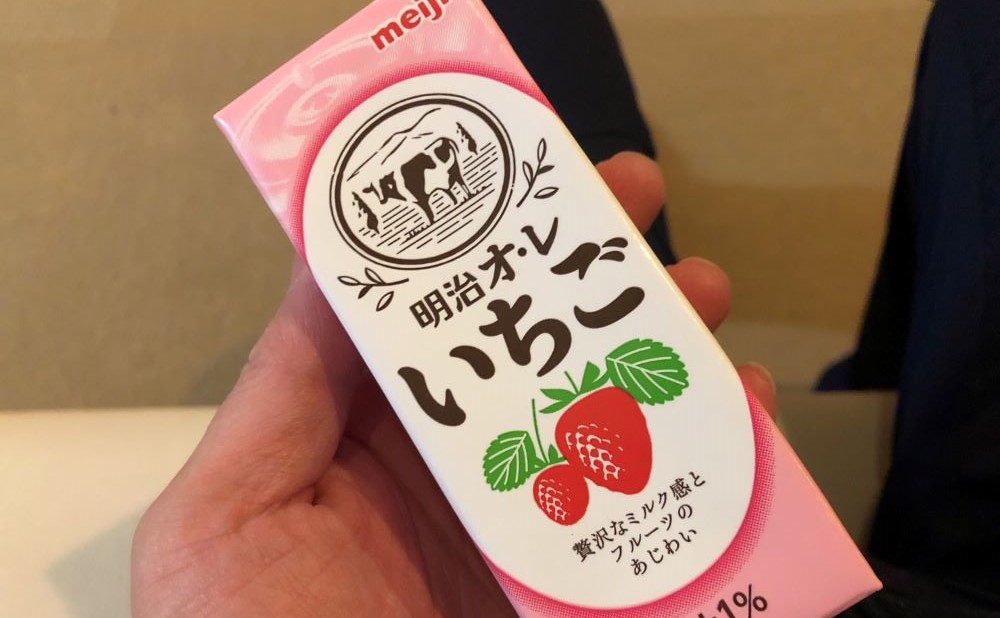 meiji
明治オ・レ
いちご
贅沢なミルク感と
フルーツの
あじわい
1%